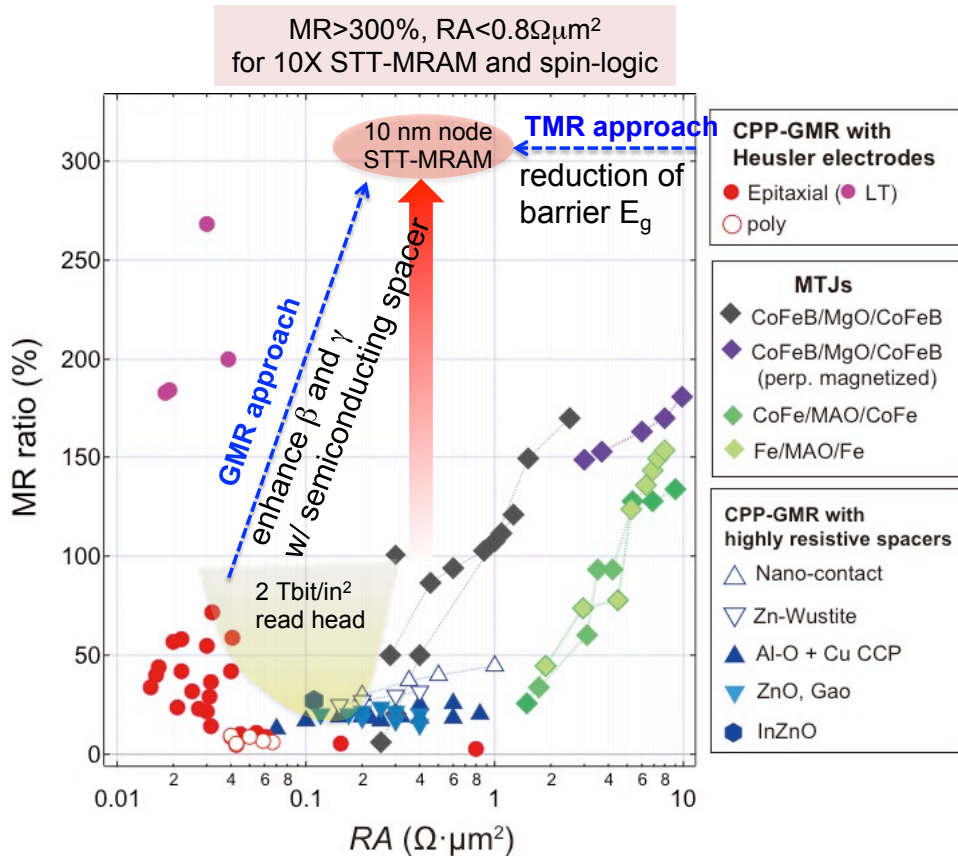 MR>300%, RA<0.8Ωμm²
for 10X STT-MRAM and spin-logic
10 nm node
STT-MRAM
TMR approach
reduction of
barrier E_g
GMR approach
enhance β and γ
w/ semiconducting spacer
2 Tbit/in²
read head
MR ratio (%)
300
250
200
150
100
50
0
0.01
2
4
6
8
0.1
2
4
6
8
1
2
4
6
8
10
RA (Ω·μm²)
CPP-GMR with
Heusler electrodes
Epitaxial ( LT)
poly
MTJs
CoFeB/MgO/CoFeB
CoFeB/MgO/CoFeB
(perp. magnetized)
CoFe/MAO/CoFe
Fe/MAO/Fe
CPP-GMR with
highly resistive spacers
Nano-contact
Zn-Wustite
Al-O + Cu CCP
ZnO, Gao
InZnO